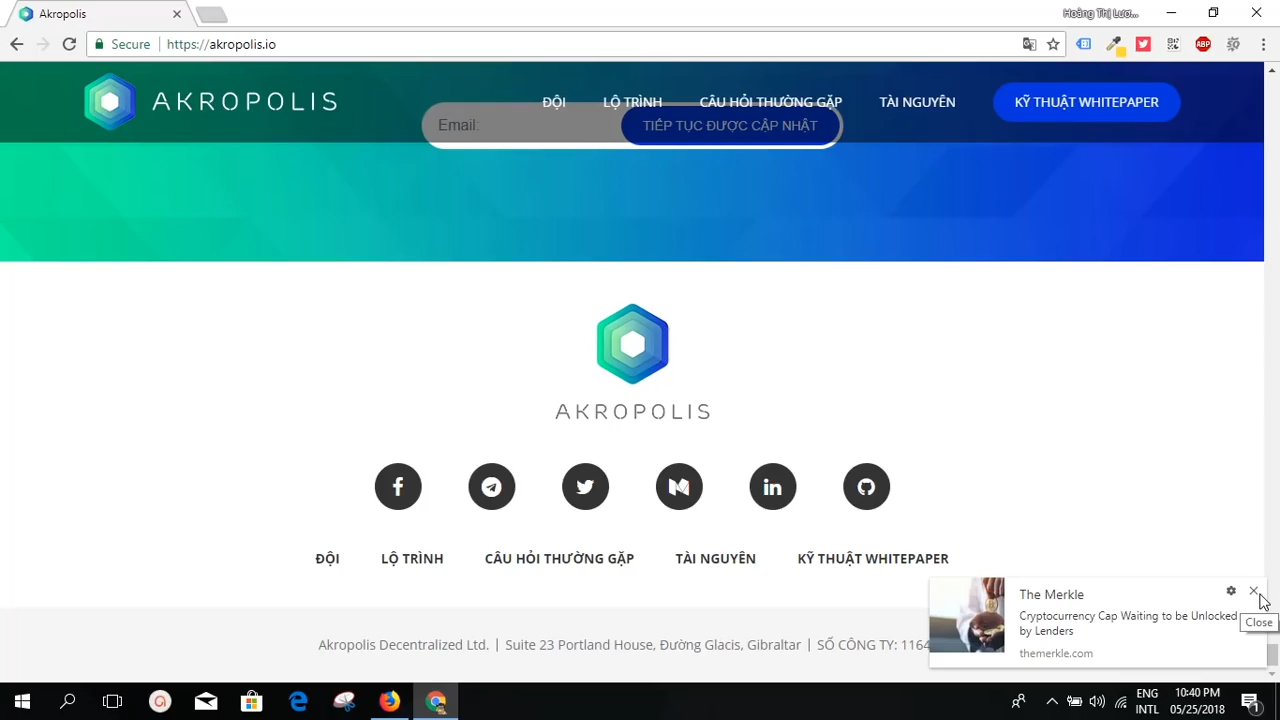 Akropolis
Hoàng Thị Lươ...
Secure
https://akropolis.io
ABP
AKROPOLIS
ĐỘI
LỘ TRÌNH
CÂU HỎI THƯỜNG GẶP
TÀI NGUYÊN
KỸ THUẬT WHITEPAPER
Email:
TIẾP TỤC ĐƯỢC CẬP NHẬT
AKROPOLIS
ĐỘI
LỘ TRÌNH
CÂU HỎI THƯỜNG GẶP
TÀI NGUYÊN
KỸ THUẬT WHITEPAPER
The Merkle
Cryptocurrency Cap Waiting to be Unlocked
by Lenders
themerkle.com
Close
Akropolis Decentralized Ltd. | Suite 23 Portland House, Đường Glacis, Gibraltar | SỐ CÔNG TY: 1164
ENG
INTL
10:40 PM
05/25/2018
1